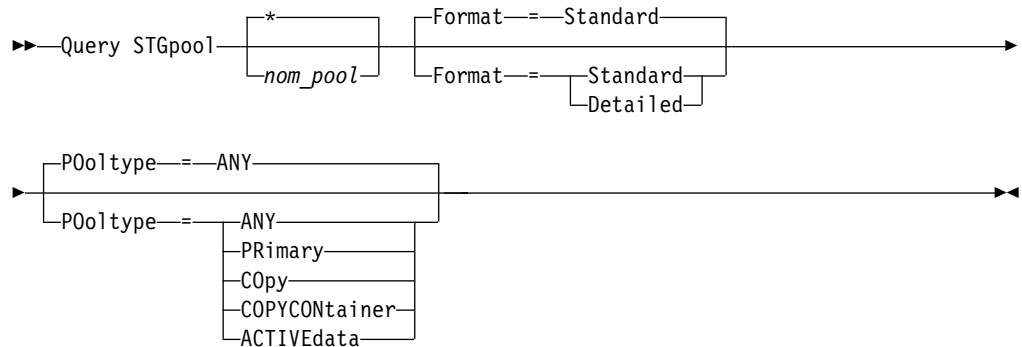 *
Format = Standard
Query STGpool
nom_pool
Format = Standard
Detailed
POoltype = ANY
POoltype = ANY
PRimary
COpy
COPYCONtainer
ACTIVEdata